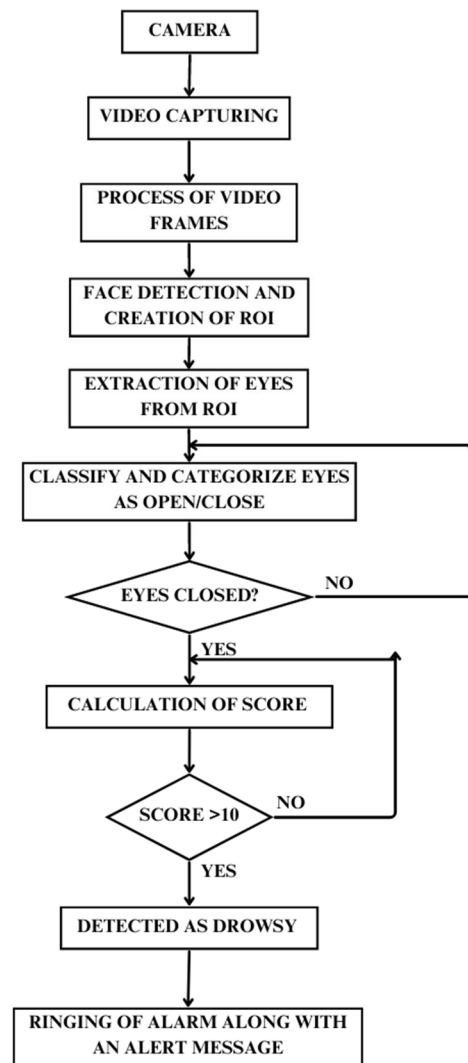 CAMERA
VIDEO CAPTURING
PROCESS OF VIDEO
FRAMES
FACE DETECTION AND
CREATION OF ROI
EXTRACTION OF EYES
FROM ROI
CLASSIFY AND CATEGORIZE EYES
AS OPEN/CLOSE
EYES CLOSED?
NO
YES
CALCULATION OF SCORE
SCORE >10
NO
YES
DETECTED AS DROWSY
RINGING OF ALARM ALONG WITH
AN ALERT MESSAGE